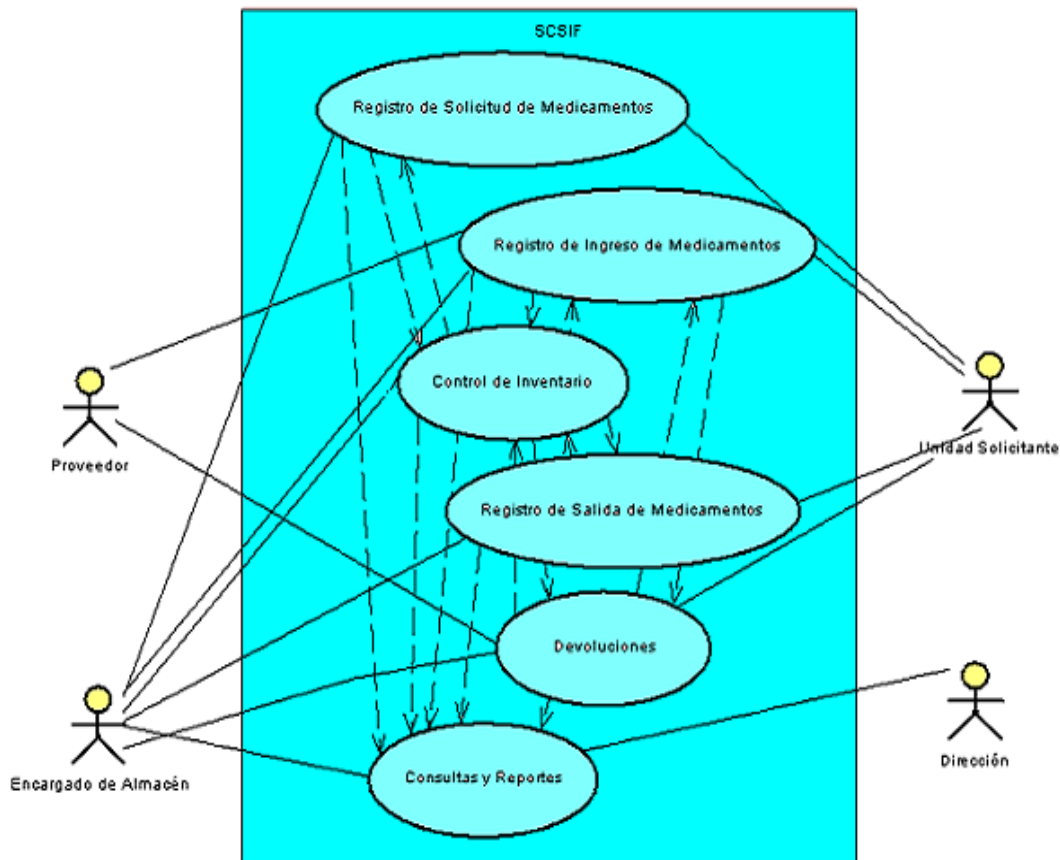 SCSIF
Registro de Solicitud de Medicamentos
Registro de Ingreso de Medicamentos
Control de Inventario
Proveedor
Unidad Solicitante
Registro de Salida de Medicamentos
Devoluciones
Encargado de Almacén
Consultas y Reportes
Dirección